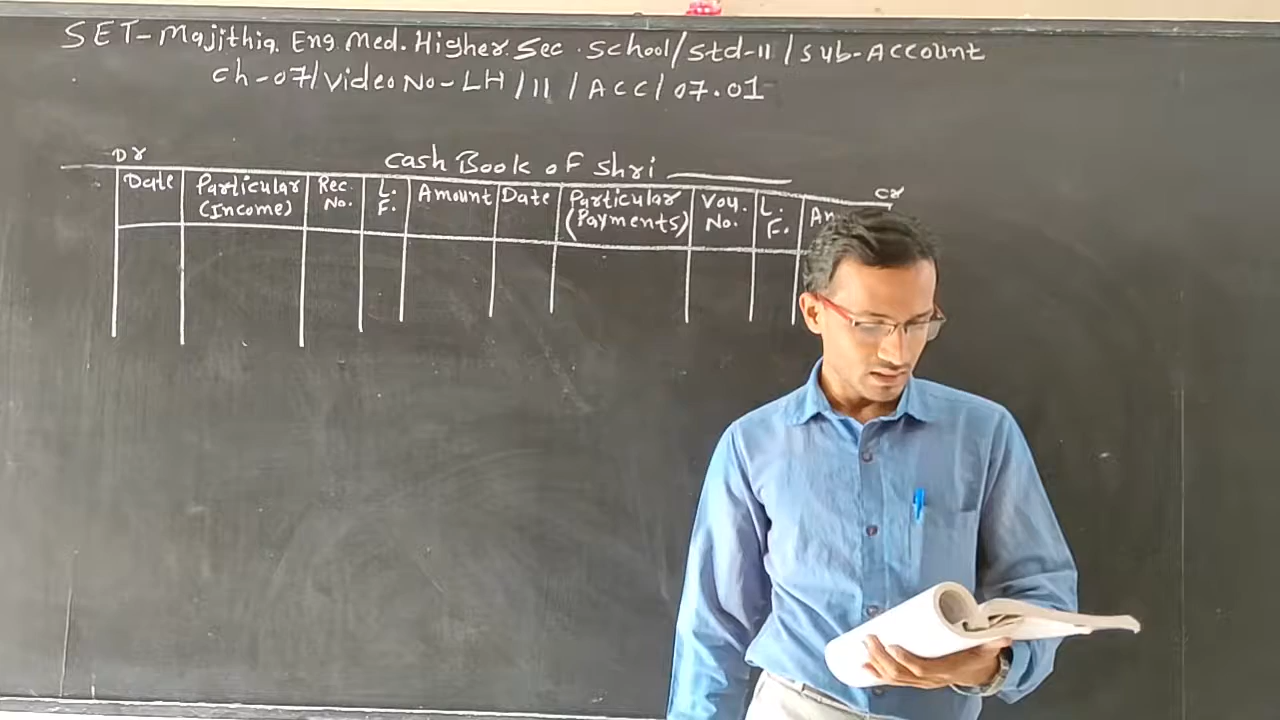 SET-Majithia. Eng. Med. Higher. Sec. School/Std-11/Sub-Account
Ch-07/Video No-LH/11/ACC/07.01
Dr Cash Book of Shri ________ Cr
Date Particular (Income) Rec. No. L. F. Amount Date Particular (Payments) Vou. No. L. F.